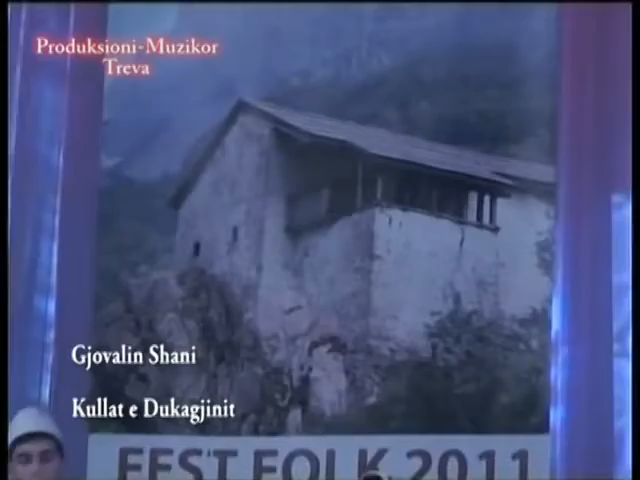 Produksioni-Muzikor
Treva
Gjovalin Shani
Kullat e Dukagjinit
FEST FOLK 2011